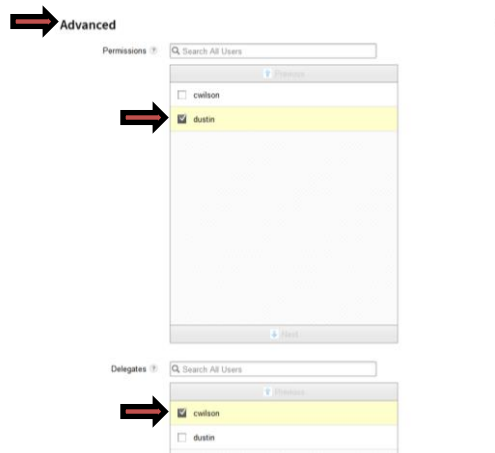 Advanced
Permissions ?
Search All Users
Previous
cwilson
dustin
Next
Delegates ?
Search All Users
Previous
cwilson
dustin